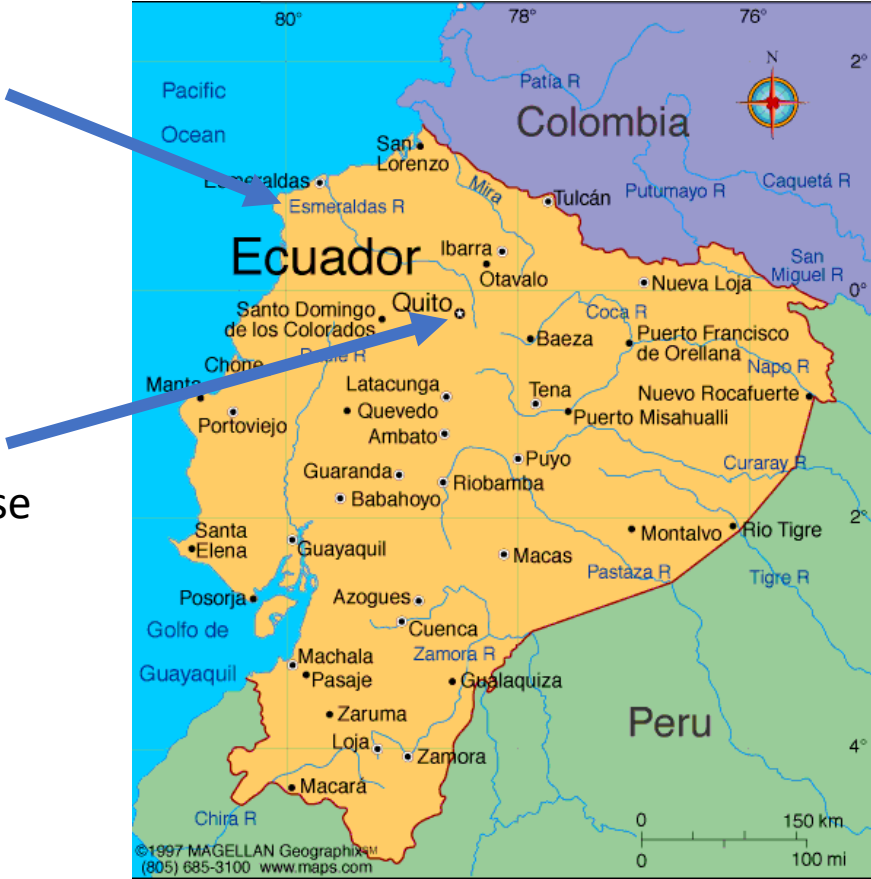 80°
78°
76°
N
2°
Pacific
Ocean
Patía R
Colombia
San
Lorenzo
Esmeraldas
Esmeraldas R
Mira
Tulcán
Putumayo R
Caquetá R
Ecuador
Ibarra
Otavalo
San
Miguel R
Nueva Loja
0°
Quito
Santo Domingo
de los Colorados
Coca R
Baeza
Puerto Francisco
de Orellana
Napo R
Chone
R
Manta
Portoviejo
Latacunga
Quevedo
Ambato
Tena
Puerto Misahualli
Nuevo Rocafuerte
Puyo
Curaray R
Guaranda
Riobamba
Babahoyo
se
Santa
Elena
Guayaquil
Macas
Montalvo
Rio Tigre
2°
Pastaza R
Tigre R
Posorja
Azogues
Cuenca
Golfo de
Guayaquil
Machala
Pasaje
Zamora R
Gualaquiza
Zaruma
Peru
Loja
Zamora
4°
Macará
Chira R
0 150 km
0 100 mi
©1997 MAGELLAN Geographix℠
(805) 685-3100 www.maps.com